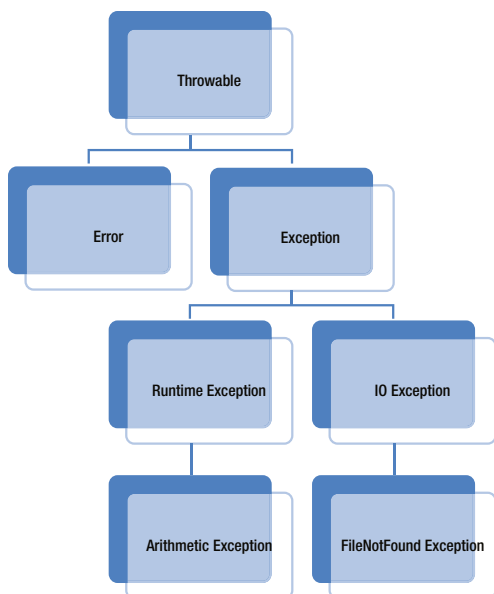 Throwable
Error
Exception
Runtime Exception
IO Exception
Arithmetic Exception
FileNotFound Exception